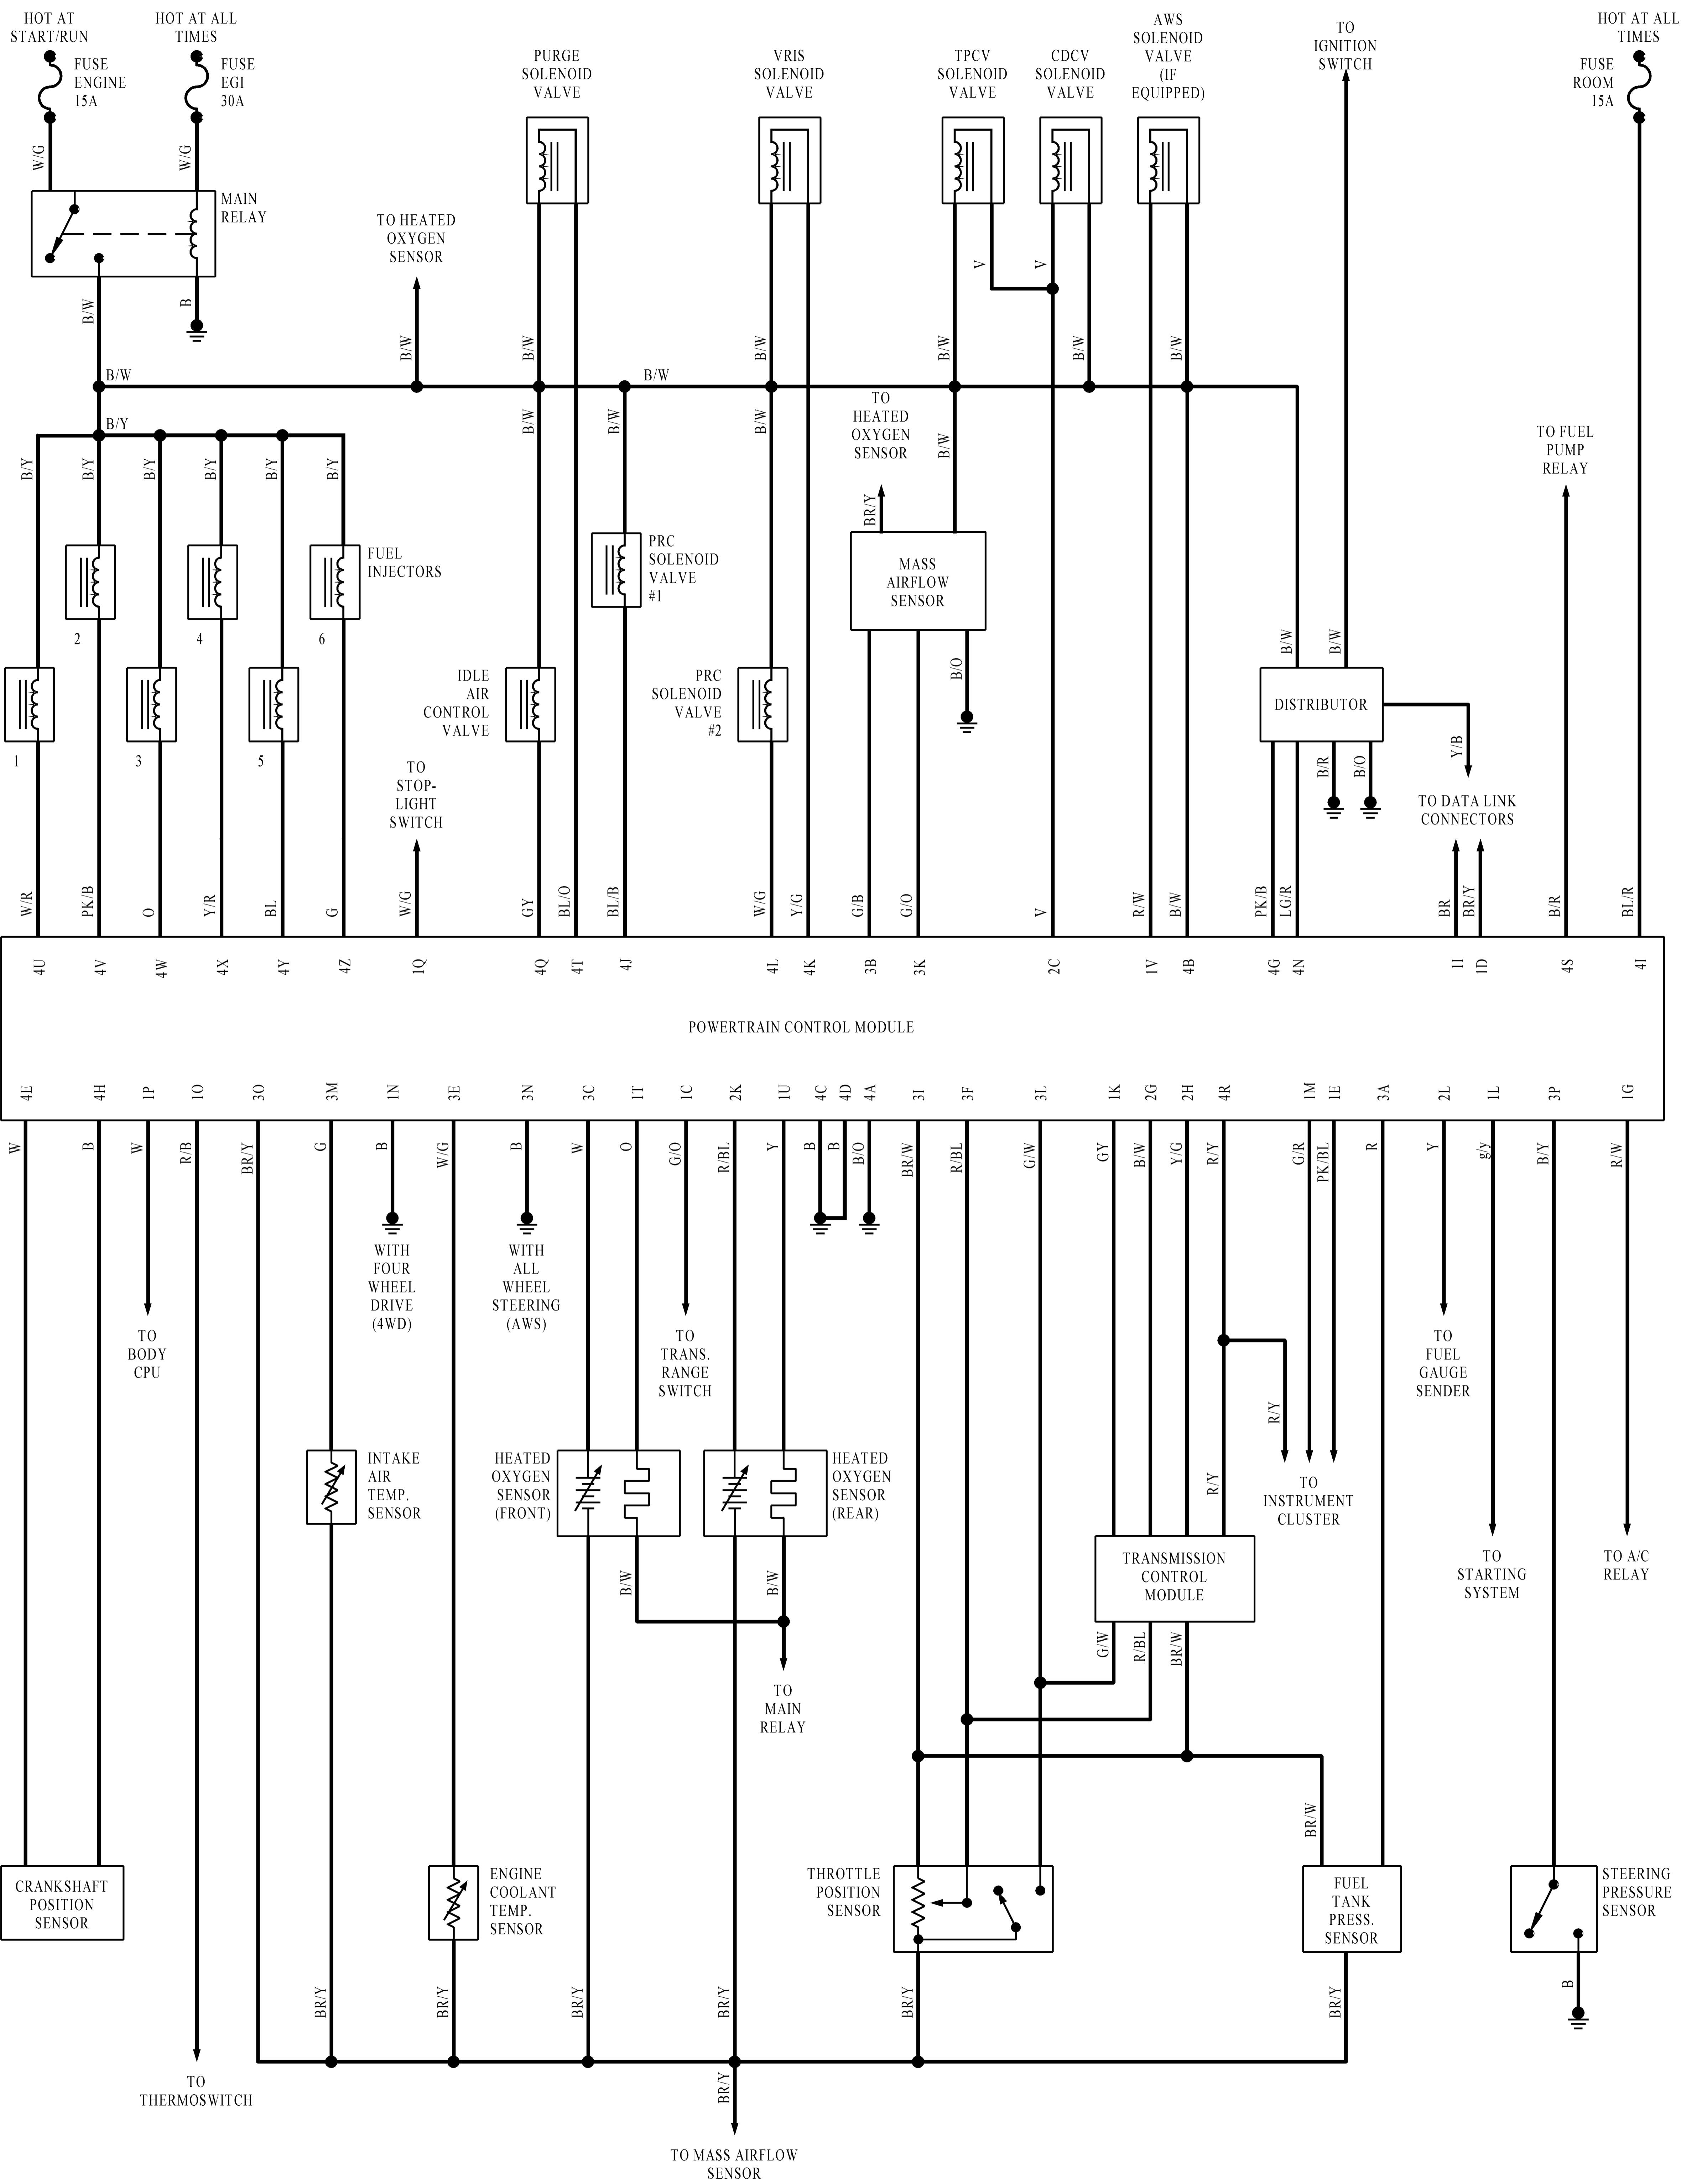 HOT AT
START/RUN
HOT AT ALL
TIMES
FUSE
ENGINE
15A
FUSE
EGI
30A
PURGE
SOLENOID
VALVE
VRIS
SOLENOID
VALVE
TPCV
SOLENOID
VALVE
CDCV
SOLENOID
VALVE
AWS
SOLENOID
VALVE
(IF
EQUIPPED)
TO
IGNITION
SWITCH
HOT AT ALL
TIMES
FUSE
ROOM
15A
W/G
W/G
MAIN
RELAY
TO HEATED
OXYGEN
SENSOR
B/W
B
B/W
B/W
B/W
B/W
V
V
B/W
B/W
B/W
B/W
B/Y
B/Y
B/Y
B/Y
B/Y
B/Y
B/Y
B/W
B/W
B/W
TO
HEATED
OXYGEN
SENSOR
B/W
BR/Y
TO FUEL
PUMP
RELAY
FUEL
INJECTORS
PRC
SOLENOID
VALVE
#1
MASS
AIRFLOW
SENSOR
2
4
6
B/O
B/W
B/W
IDLE
AIR
CONTROL
VALVE
PRC
SOLENOID
VALVE
#2
DISTRIBUTOR
1
3
5
TO
STOP-
LIGHT
SWITCH
B/R
B/O
Y/B
TO DATA LINK
CONNECTORS
W/R
PK/B
O
Y/R
BL
G
W/G
GY
BL/O
BL/B
W/G
Y/G
G/B
G/O
V
R/W
B/W
PK/B
LG/R
BR
BR/Y
B/R
BL/R
4U
4V
4W
4X
4Y
4Z
1Q
4Q
4T
4J
4L
4K
3B
3K
2C
1V
4B
4G
4N
1I
1D
4S
4I
POWERTRAIN CONTROL MODULE
4E
4H
1P
1O
3O
3M
1N
3E
3N
3C
1T
1C
2K
1U
4C
4D
4A
3I
3F
3L
1K
2G
2H
4R
1M
1E
3A
2L
1L
3P
1G
W
B
W
R/B
BR/Y
G
B
W/G
B
W
O
G/O
R/BL
Y
B
B
B/O
BR/W
R/BL
G/W
GY
B/W
Y/G
R/Y
G/R
PK/BL
R
Y
g/y
B/Y
R/W
WITH
FOUR
WHEEL
DRIVE
(4WD)
WITH
ALL
WHEEL
STEERING
(AWS)
TO
BODY
CPU
TO
TRANS.
RANGE
SWITCH
TO
FUEL
GAUGE
SENDER
R/Y
R/Y
INTAKE
AIR
TEMP.
SENSOR
HEATED
OXYGEN
SENSOR
(FRONT)
HEATED
OXYGEN
SENSOR
(REAR)
TO
INSTRUMENT
CLUSTER
B/W
B/W
TRANSMISSION
CONTROL
MODULE
TO
STARTING
SYSTEM
TO A/C
RELAY
G/W
R/BL
BR/W
TO
MAIN
RELAY
BR/W
CRANKSHAFT
POSITION
SENSOR
ENGINE
COOLANT
TEMP.
SENSOR
THROTTLE
POSITION
SENSOR
FUEL
TANK
PRESS.
SENSOR
STEERING
PRESSURE
SENSOR
BR/Y
BR/Y
BR/Y
BR/Y
BR/Y
BR/Y
B
TO
THERMOSWITCH
BR/Y
TO MASS AIRFLOW
SENSOR